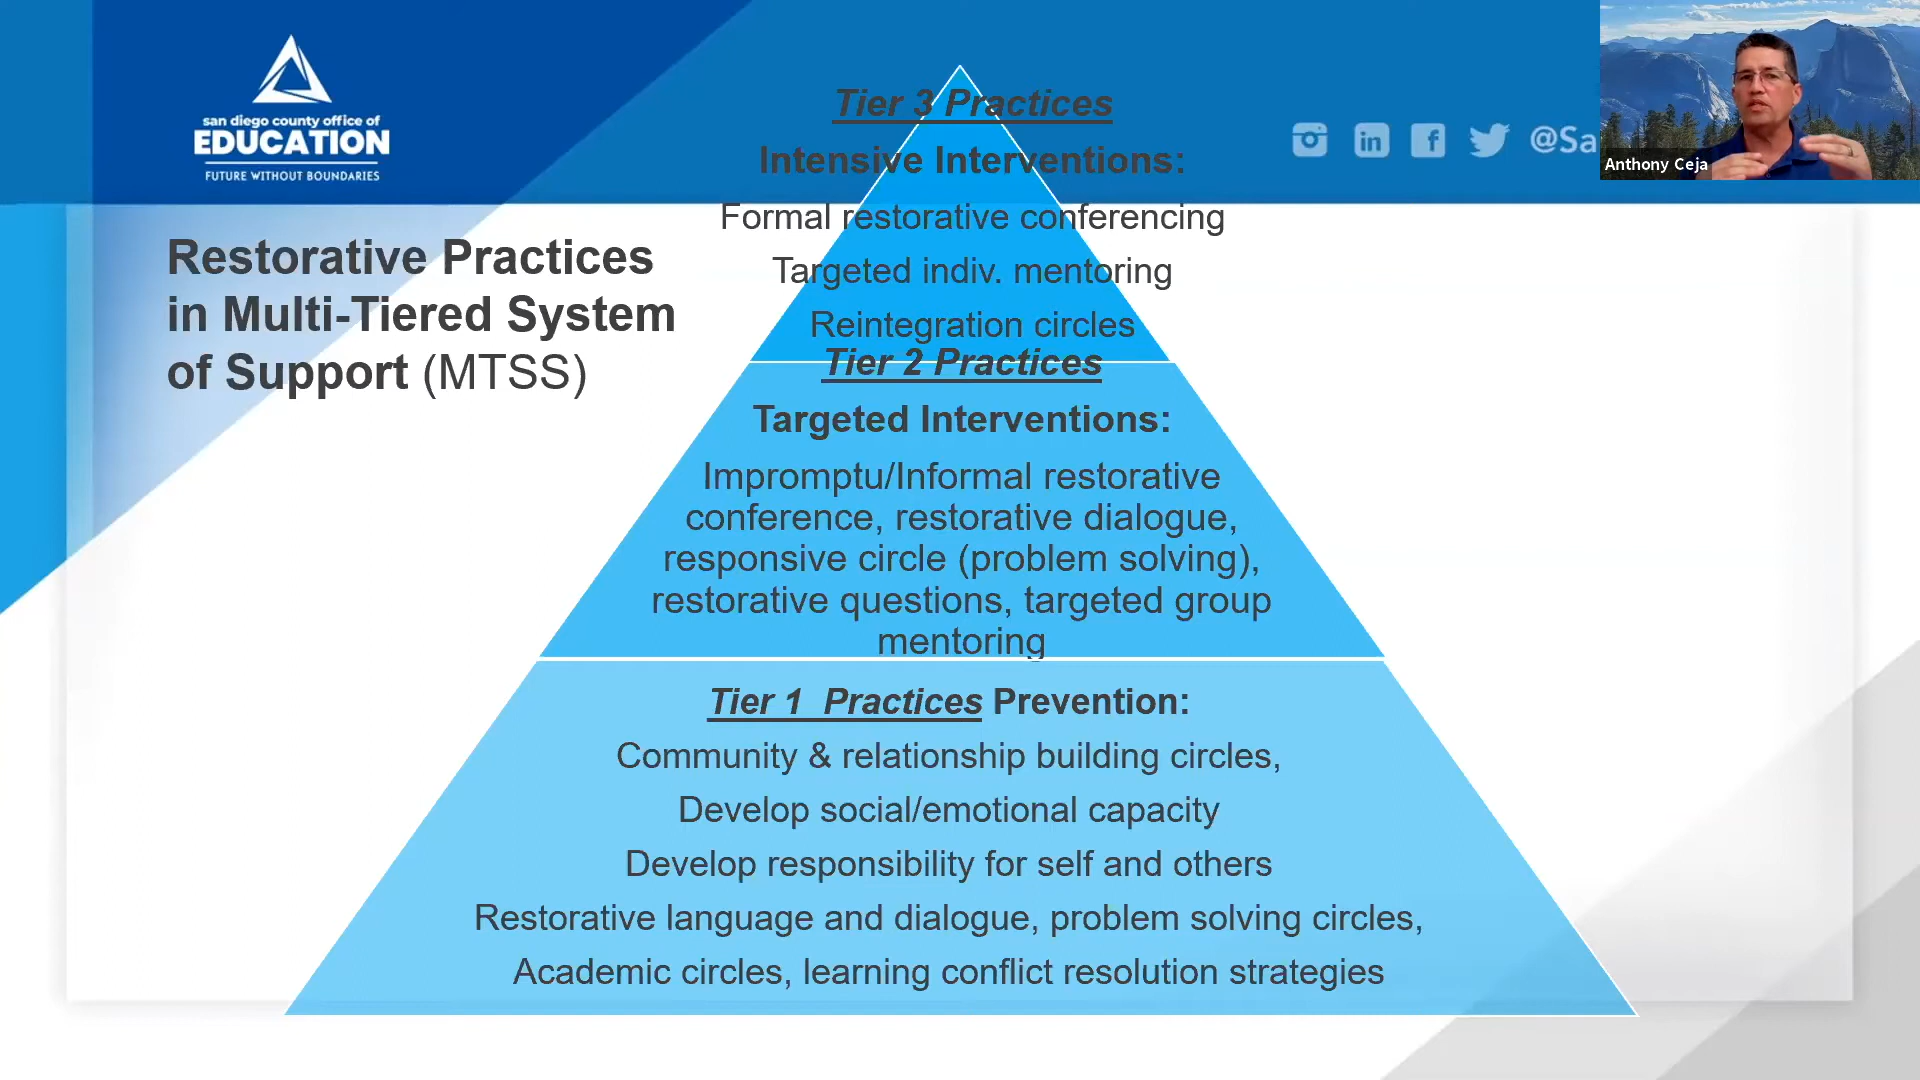 san diego county office of
EDUCATION
FUTURE WITHOUT BOUNDARIES
@Sa
Anthony Ceja
Restorative Practices
in Multi-Tiered System
of Support (MTSS)
Tier 3 Practices
Intensive Interventions:
Formal restorative conferencing
Targeted indiv. mentoring
Reintegration circles
Tier 2 Practices
Targeted Interventions:
Impromptu/Informal restorative
conference, restorative dialogue,
responsive circle (problem solving),
restorative questions, targeted group
mentoring
Tier 1 Practices Prevention:
Community & relationship building circles,
Develop social/emotional capacity
Develop responsibility for self and others
Restorative language and dialogue, problem solving circles,
Academic circles, learning conflict resolution strategies